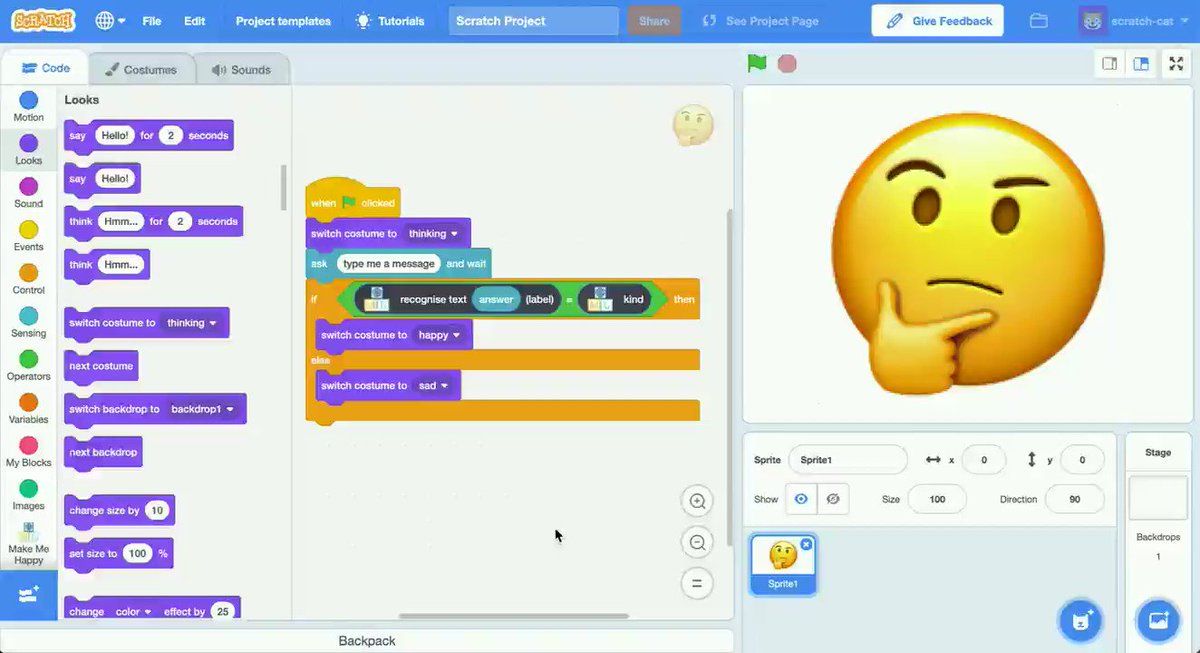 SCRATCH File Edit Project templates Tutorials Scratch Project Share See Project Page Give Feedback scratch-cat
Code Costumes Sounds
Motion
Looks
Sound
Events
Control
Sensing
Operators
Variables
My Blocks
Images
Make Me
Happy
Looks
say Hello! for 2 seconds
say Hello!
think Hmm... for 2 seconds
think Hmm...
switch costume to thinking
next costume
switch backdrop to backdrop1
next backdrop
change size by 10
set size to 100 %
change color effect by 25
when clicked
switch costume to thinking
ask type me a message and wait
if recognise text answer (label) = kind then
switch costume to happy
else
switch costume to sad
=
Backpack
Sprite Sprite1 x 0 y 0
Show Size 100 Direction 90
Sprite1
Stage
Backdrops
1